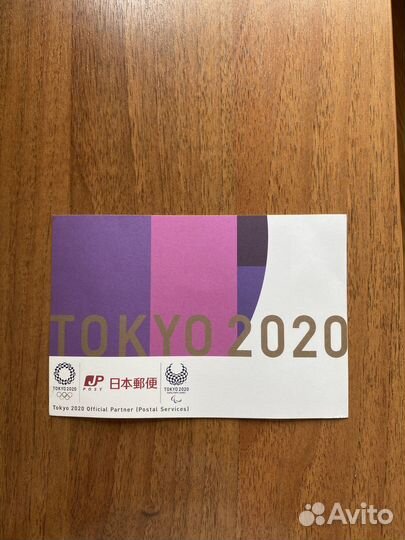 TOKYO 2020
TOKYO 2020
JP
POST
日本郵便
TOKYO 2020
Tokyo 2020 Official Partner (Postal Services)
Avito